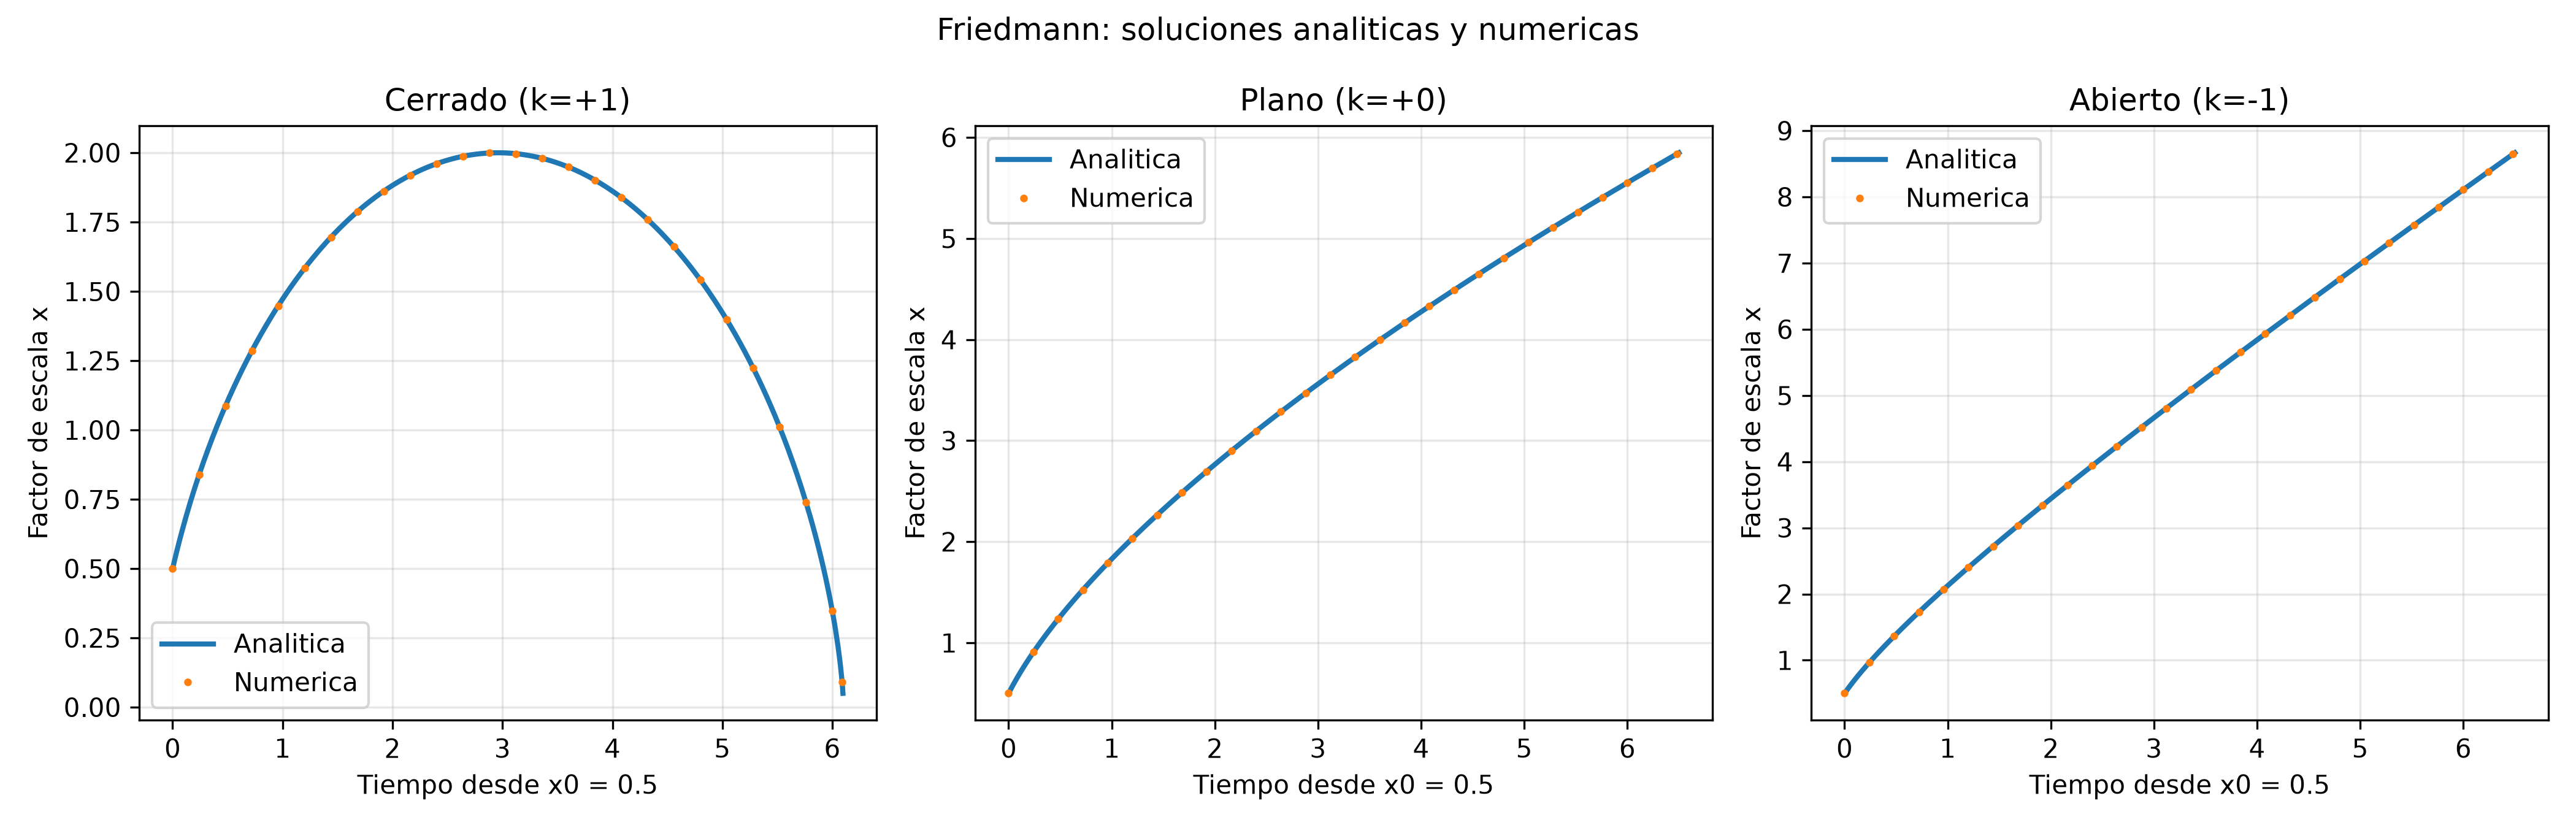 Friedmann: soluciones analiticas y numericas
Cerrado (k=+1)
Factor de escala x
2.00
1.75
1.50
1.25
1.00
0.75
0.50
0.25
0.00
Analitica
Numerica
0 1 2 3 4 5 6
Tiempo desde x0 = 0.5
Plano (k=+0)
Factor de escala x
6
5
4
3
2
1
Analitica
Numerica
0 1 2 3 4 5 6
Tiempo desde x0 = 0.5
Abierto (k=-1)
Factor de escala x
9
8
7
6
5
4
3
2
1
Analitica
Numerica
0 1 2 3 4 5 6
Tiempo desde x0 = 0.5